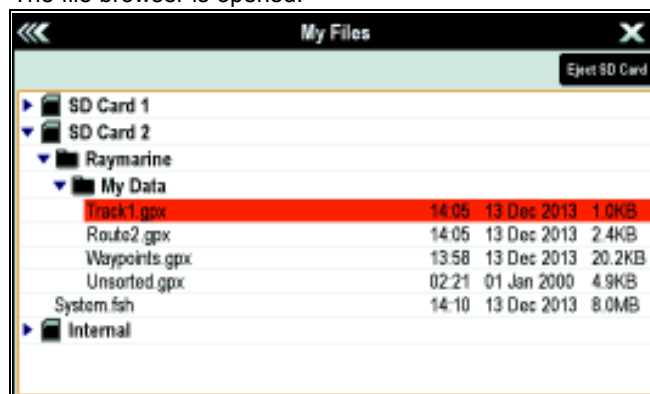 The file browser is opened.
My Files
Eject SD Card
SD Card 1
SD Card 2
Raymarine
My Data
Track1.gpx 14:05 13 Dec 2013 1.0KB
Route2.gpx 14:05 13 Dec 2013 2.4KB
Waypoints.gpx 13:58 13 Dec 2013 20.2KB
Unsorted.gpx 02:21 01 Jan 2000 4.9KB
System.fsh 14:10 13 Dec 2013 8.0MB
Internal